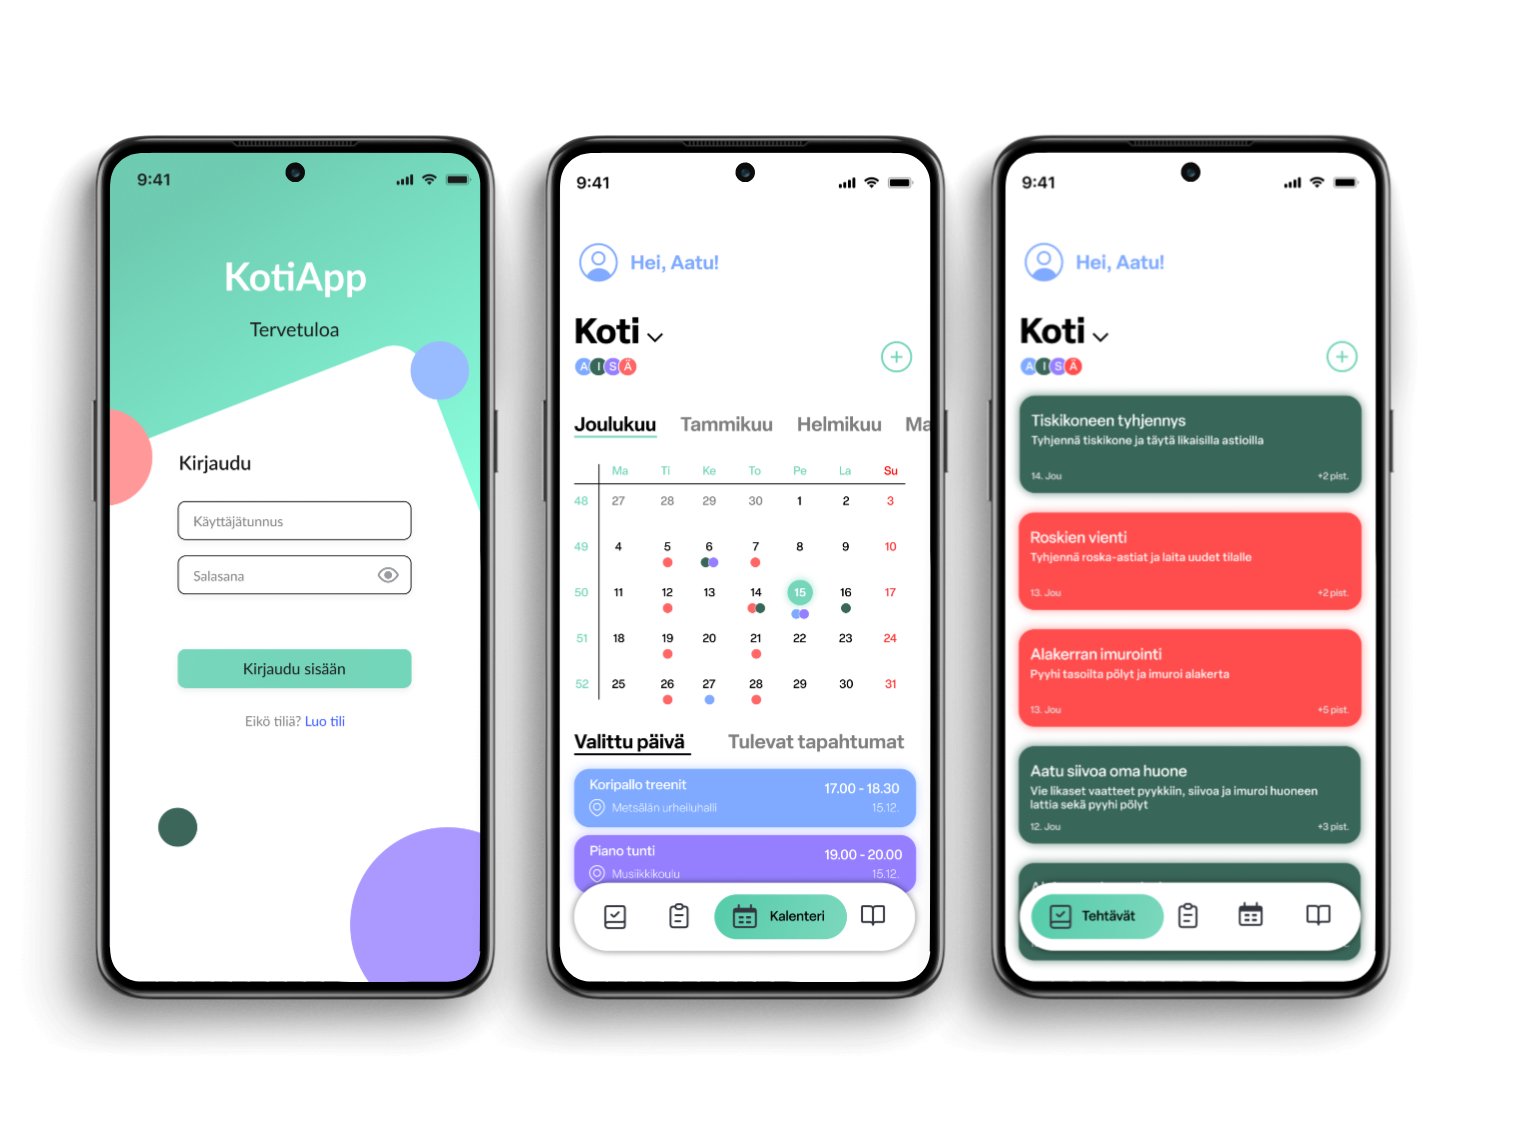 9:41
KotiApp
Tervetuloa
Kirjaudu
Käyttäjätunnus
Salasana
Kirjaudu sisään
Eikö tiliä? Luo tili
9:41
Hei, Aatu!
Koti
A I S Ä
Joulukuu Tammikuu Helmikuu Ma
Ma Ti Ke To Pe La Su
48 27 28 29 30 1 2 3
49 4 5 6 7 8 9 10
50 11 12 13 14 15 16 17
51 18 19 20 21 22 23 24
52 25 26 27 28 29 30 31
Valittu päivä Tulevat tapahtumat
Koripallo treenit 17.00 - 18.30
Metsälän urheiluhalli 15.12.
Piano tunti 19.00 - 20.00
Musiikkikoulu 15.12.
Kalenteri
9:41
Hei, Aatu!
Koti
A I S Ä
Tiskikoneen tyhjennys
Tyhjennä tiskikone ja täytä likaisilla astioilla
14. Jou +2 pist.
Roskien vienti
Tyhjennä roska-astiat ja laita uudet tilalle
13. Jou +2 pist.
Alakerran imurointi
Pyyhi tasoilta pölyt ja imuroi alakerta
13. Jou +5 pist.
Aatu siivoa oma huone
Vie likaset vaatteet pyykkiin, siivoa ja imuroi huoneen
lattia sekä pyyhi pölyt
12. Jou +3 pist.
Tehtävät